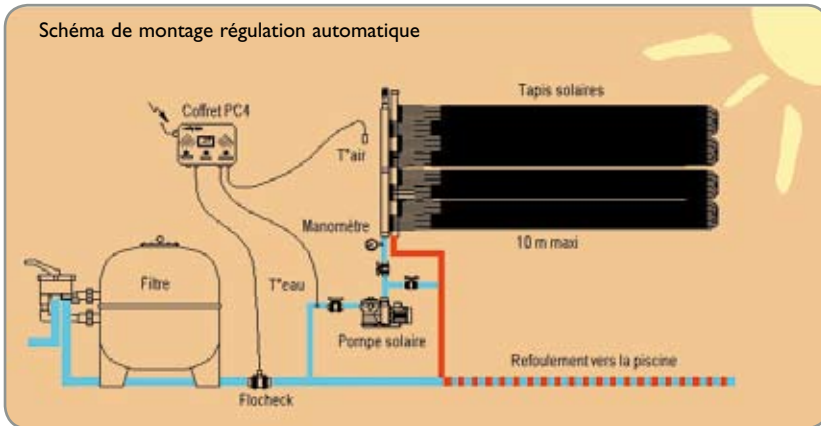 Schéma de montage régulation automatique
Tapis solaires
Coffret PC4
T°air
Manomètre
10 m maxi
Filtre
T°eau
Pompe solaire
Refoulement vers la piscine
Flocheck